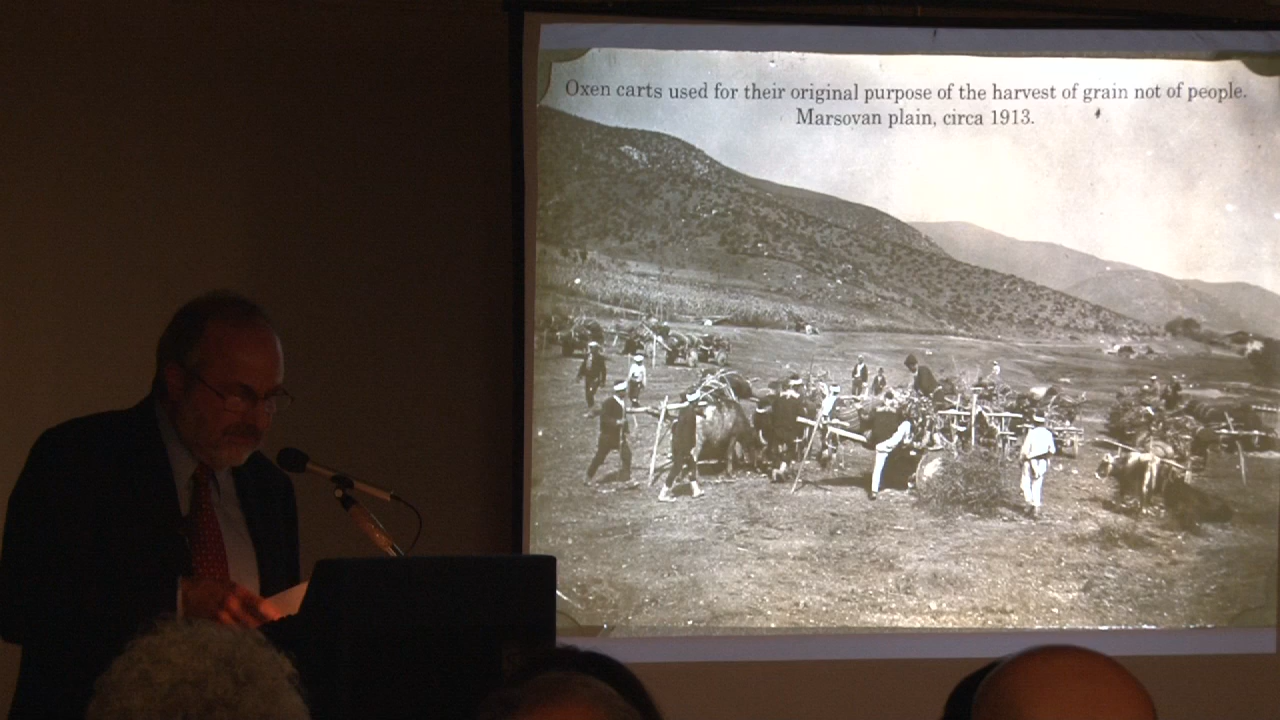 Oxen carts used for their original purpose of the harvest of grain not of people.
Marsovan plain, circa 1913.